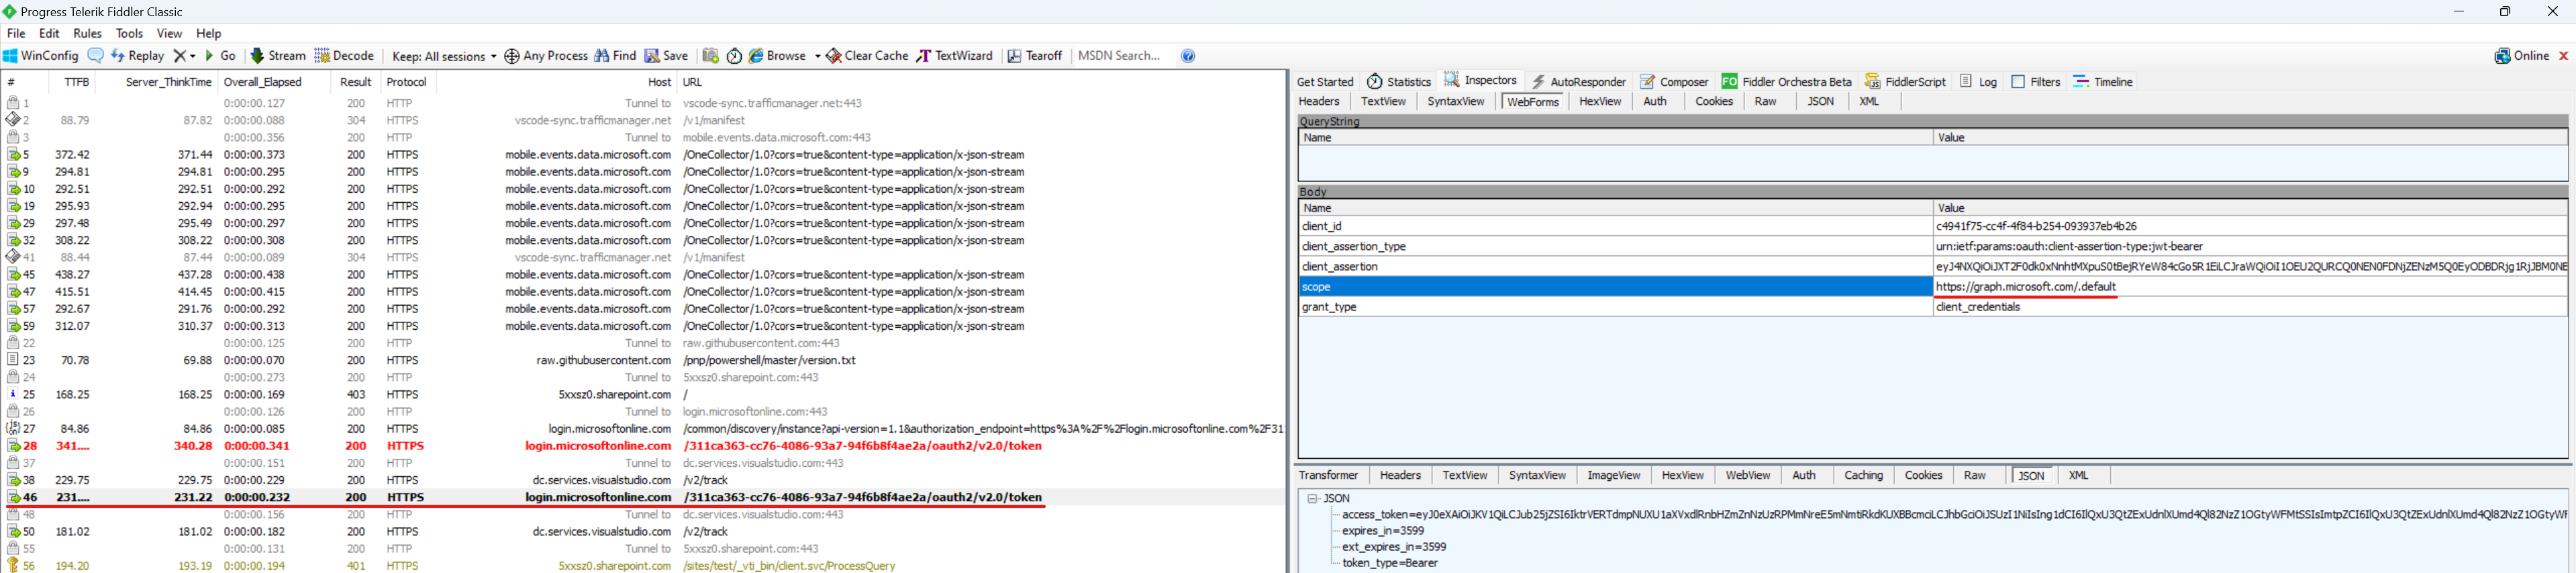 Progress Telerik Fiddler Classic
File Edit Rules Tools View Help
WinConfig Replay Go Stream Decode Keep: All sessions Any Process Find Save Browse Clear Cache TextWizard Tearoff MSDN Search... Online
# TTFB Server_ThinkTime Overall_Elapsed Result Protocol Host URL
1 0:00:00.127 200 HTTP Tunnel to vscode-sync.trafficmanager.net:443
2 88.79 87.82 0:00:00.088 304 HTTPS vscode-sync.trafficmanager.net /v1/manifest
3 0:00:00.356 200 HTTP Tunnel to mobile.events.data.microsoft.com:443
5 372.42 371.44 0:00:00.373 200 HTTPS mobile.events.data.microsoft.com /OneCollector/1.0?cors=true&content-type=application/x-json-stream
9 294.81 294.81 0:00:00.295 200 HTTPS mobile.events.data.microsoft.com /OneCollector/1.0?cors=true&content-type=application/x-json-stream
10 292.51 292.51 0:00:00.292 200 HTTPS mobile.events.data.microsoft.com /OneCollector/1.0?cors=true&content-type=application/x-json-stream
19 295.93 292.94 0:00:00.295 200 HTTPS mobile.events.data.microsoft.com /OneCollector/1.0?cors=true&content-type=application/x-json-stream
29 297.48 295.49 0:00:00.297 200 HTTPS mobile.events.data.microsoft.com /OneCollector/1.0?cors=true&content-type=application/x-json-stream
32 308.22 308.22 0:00:00.308 200 HTTPS mobile.events.data.microsoft.com /OneCollector/1.0?cors=true&content-type=application/x-json-stream
41 88.44 87.44 0:00:00.089 304 HTTPS vscode-sync.trafficmanager.net /v1/manifest
45 438.27 437.28 0:00:00.438 200 HTTPS mobile.events.data.microsoft.com /OneCollector/1.0?cors=true&content-type=application/x-json-stream
47 415.51 414.45 0:00:00.415 200 HTTPS mobile.events.data.microsoft.com /OneCollector/1.0?cors=true&content-type=application/x-json-stream
57 292.67 291.76 0:00:00.292 200 HTTPS mobile.events.data.microsoft.com /OneCollector/1.0?cors=true&content-type=application/x-json-stream
59 312.07 310.37 0:00:00.313 200 HTTPS mobile.events.data.microsoft.com /OneCollector/1.0?cors=true&content-type=application/x-json-stream
22 0:00:00.125 200 HTTP Tunnel to raw.githubusercontent.com:443
23 70.78 69.88 0:00:00.070 200 HTTPS raw.githubusercontent.com /pnp/powershell/master/version.txt
24 0:00:00.273 200 HTTP Tunnel to 5xxsz0.sharepoint.com:443
25 168.25 168.25 0:00:00.169 403 HTTPS 5xxsz0.sharepoint.com /
26 0:00:00.126 200 HTTP Tunnel to login.microsoftonline.com:443
27 84.86 84.86 0:00:00.085 200 HTTPS login.microsoftonline.com /common/discovery/instance?api-version=1.1&authorization_endpoint=https%3A%2F%2Flogin.microsoftonline.com%2F31
28 341.... 340.28 0:00:00.341 200 HTTPS login.microsoftonline.com /311ca363-cc76-4086-93a7-94f6b8f4ae2a/oauth2/v2.0/token
37 0:00:00.151 200 HTTP Tunnel to dc.services.visualstudio.com:443
38 229.75 229.75 0:00:00.229 200 HTTPS dc.services.visualstudio.com /v2/track
46 231.... 231.22 0:00:00.232 200 HTTPS login.microsoftonline.com /311ca363-cc76-4086-93a7-94f6b8f4ae2a/oauth2/v2.0/token
48 0:00:00.156 200 HTTP Tunnel to dc.services.visualstudio.com:443
50 181.02 181.02 0:00:00.182 200 HTTPS dc.services.visualstudio.com /v2/track
55 0:00:00.131 200 HTTP Tunnel to 5xxsz0.sharepoint.com:443
56 194.20 193.19 0:00:00.194 401 HTTPS 5xxsz0.sharepoint.com /sites/test/_vti_bin/client.svc/ProcessQuery
Get Started Statistics Inspectors AutoResponder Composer FO Fiddler Orchestra Beta FiddlerScript Log Filters Timeline
Headers TextView SyntaxView WebForms HexView Auth Cookies Raw JSON XML
QueryString
Name Value
Body
Name Value
client_id c4941f75-cc4f-4f84-b254-093937eb4b26
client_assertion_type urn:ietf:params:oauth:client-assertion-type:jwt-bearer
client_assertion
scope https://graph.microsoft.com/.default
grant_type client_credentials
Transformer Headers TextView SyntaxView ImageView HexView WebView Auth Caching Cookies Raw JSON XML
JSON
expires_in=3599
ext_expires_in=3599
token_type=Bearer